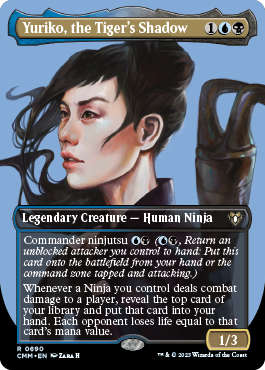 Yuriko, the Tiger's Shadow 1
Legendary Creature — Human Ninja
Commander ninjutsu (, Return an
unblocked attacker you control to hand: Put this
card onto the battlefield from your hand or the
command zone tapped and attacking.)
Whenever a Ninja you control deals combat
damage to a player, reveal the top card of
your library and put that card into your
hand. Each opponent loses life equal to that
card's mana value.
1/3
R 0690
CMM • EN ZARA H
™ & © 2023 Wizards of the Coast